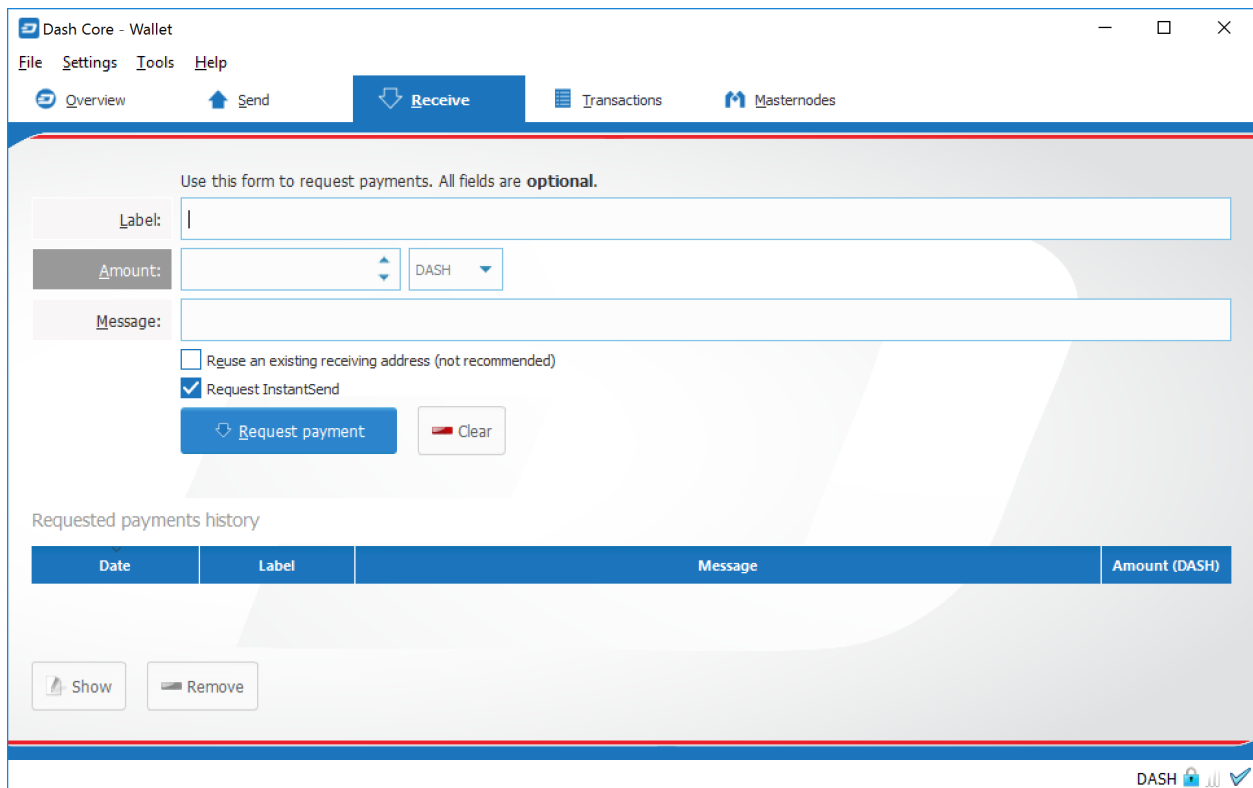 Dash Core - Wallet
File Settings Tools Help
Overview Send Receive Transactions Masternodes
Use this form to request payments. All fields are optional.
Label:
Amount: DASH
Message:
Reuse an existing receiving address (not recommended)
Request InstantSend
Request payment Clear
Requested payments history
Date Label Message Amount (DASH)
Show Remove
DASH